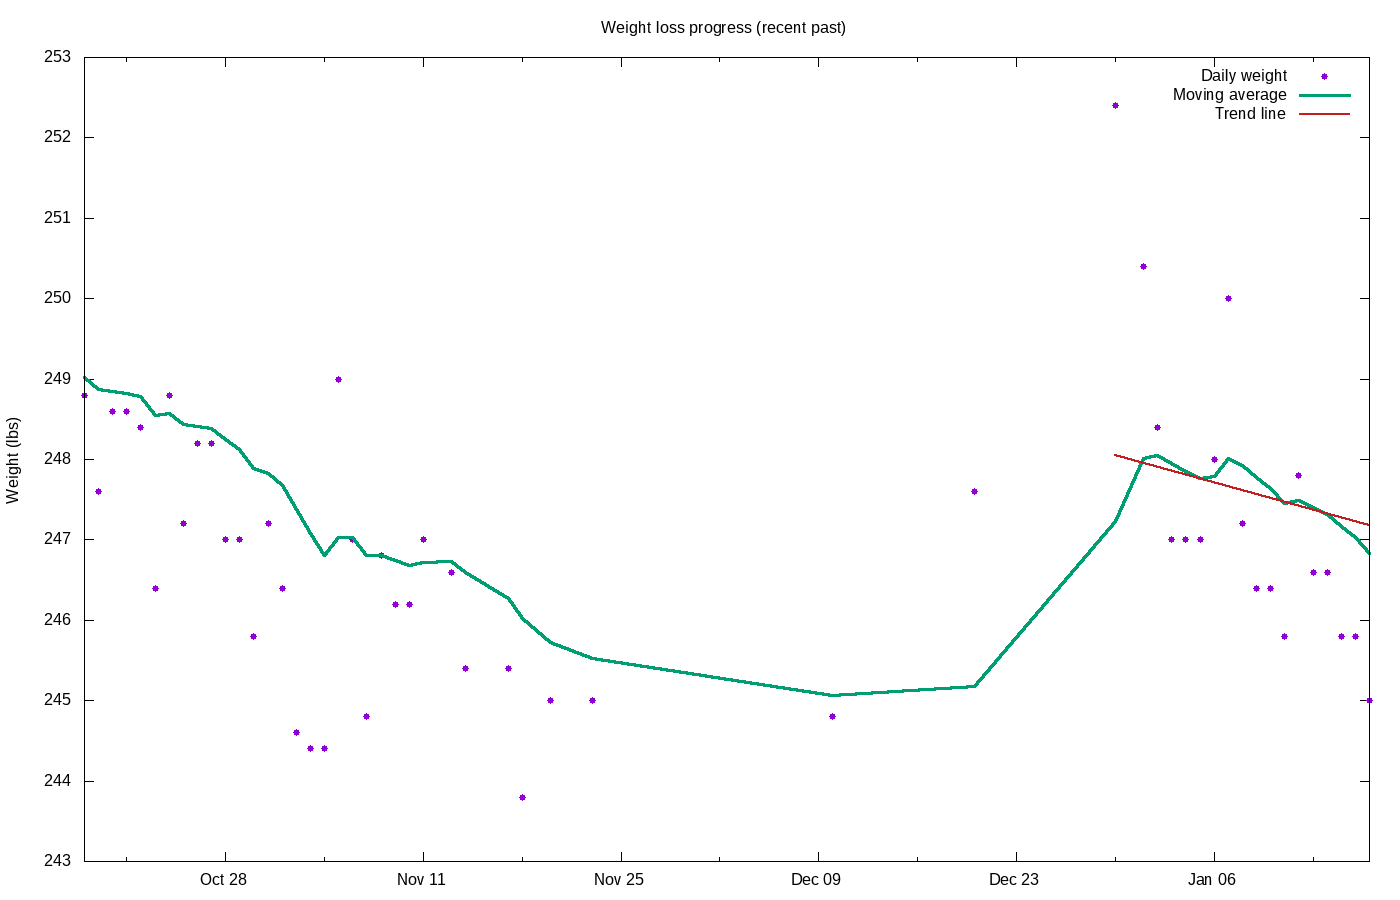 Weight loss progress (recent past)
253
252
251
250
249
248
247
246
245
244
243
Weight (lbs)
Daily weight
Moving average
Trend line
Oct 28
Nov 11
Nov 25
Dec 09
Dec 23
Jan 06